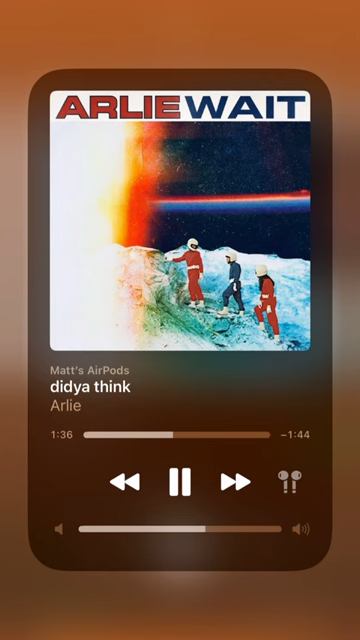 ARLIE WAIT
Matt's AirPods
didya think
Arlie
1:36
−1:44